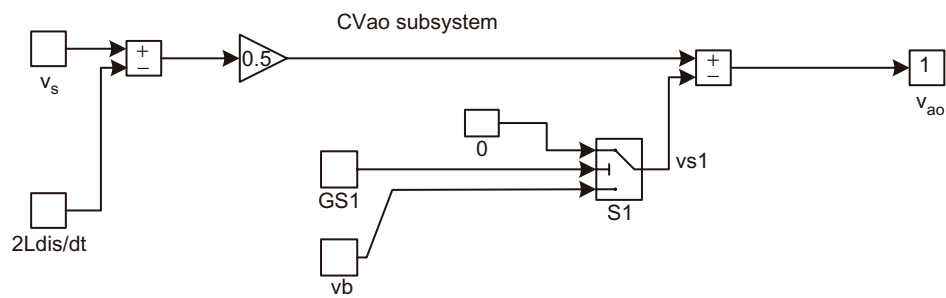 CVao subsystem
+
−
0.5
+
−
1
v_s
v_ao
0
vs1
GS1
S1
2Ldis/dt
vb